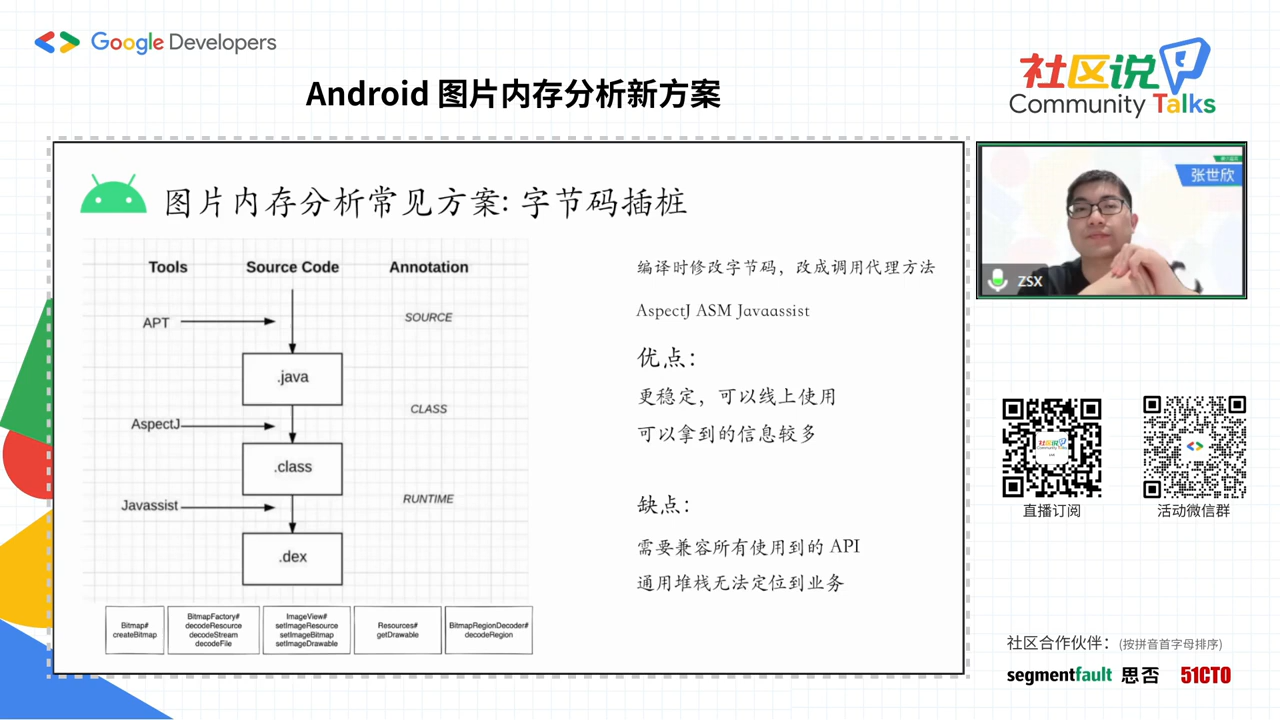 Google Developers
社区说
Community Talks
Android 图片内存分析新方案
图片内存分析常见方案: 字节码插桩
Tools
Source Code
Annotation
APT
SOURCE
.java
AspectJ
CLASS
.class
Javassist
RUNTIME
.dex
Bitmap#
createBitmap
BitmapFactory#
decodeResource
decodeStream
decodeFile
ImageView#
setImageResource
setImageBitmap
setImageDrawable
Resources#
getDrawable
BitmapRegionDecoder#
decodeRegion
编译时修改字节码，改成调用代理方法
AspectJ ASM Javaassist
优点：
更稳定，可以线上使用
可以拿到的信息较多
缺点：
需要兼容所有使用到的 API
通用堆栈无法定位到业务
张世欣
ZSX
直播订阅
活动微信群
社区合作伙伴： (按拼音首字母排序)
segmentfault 思否 51CTO